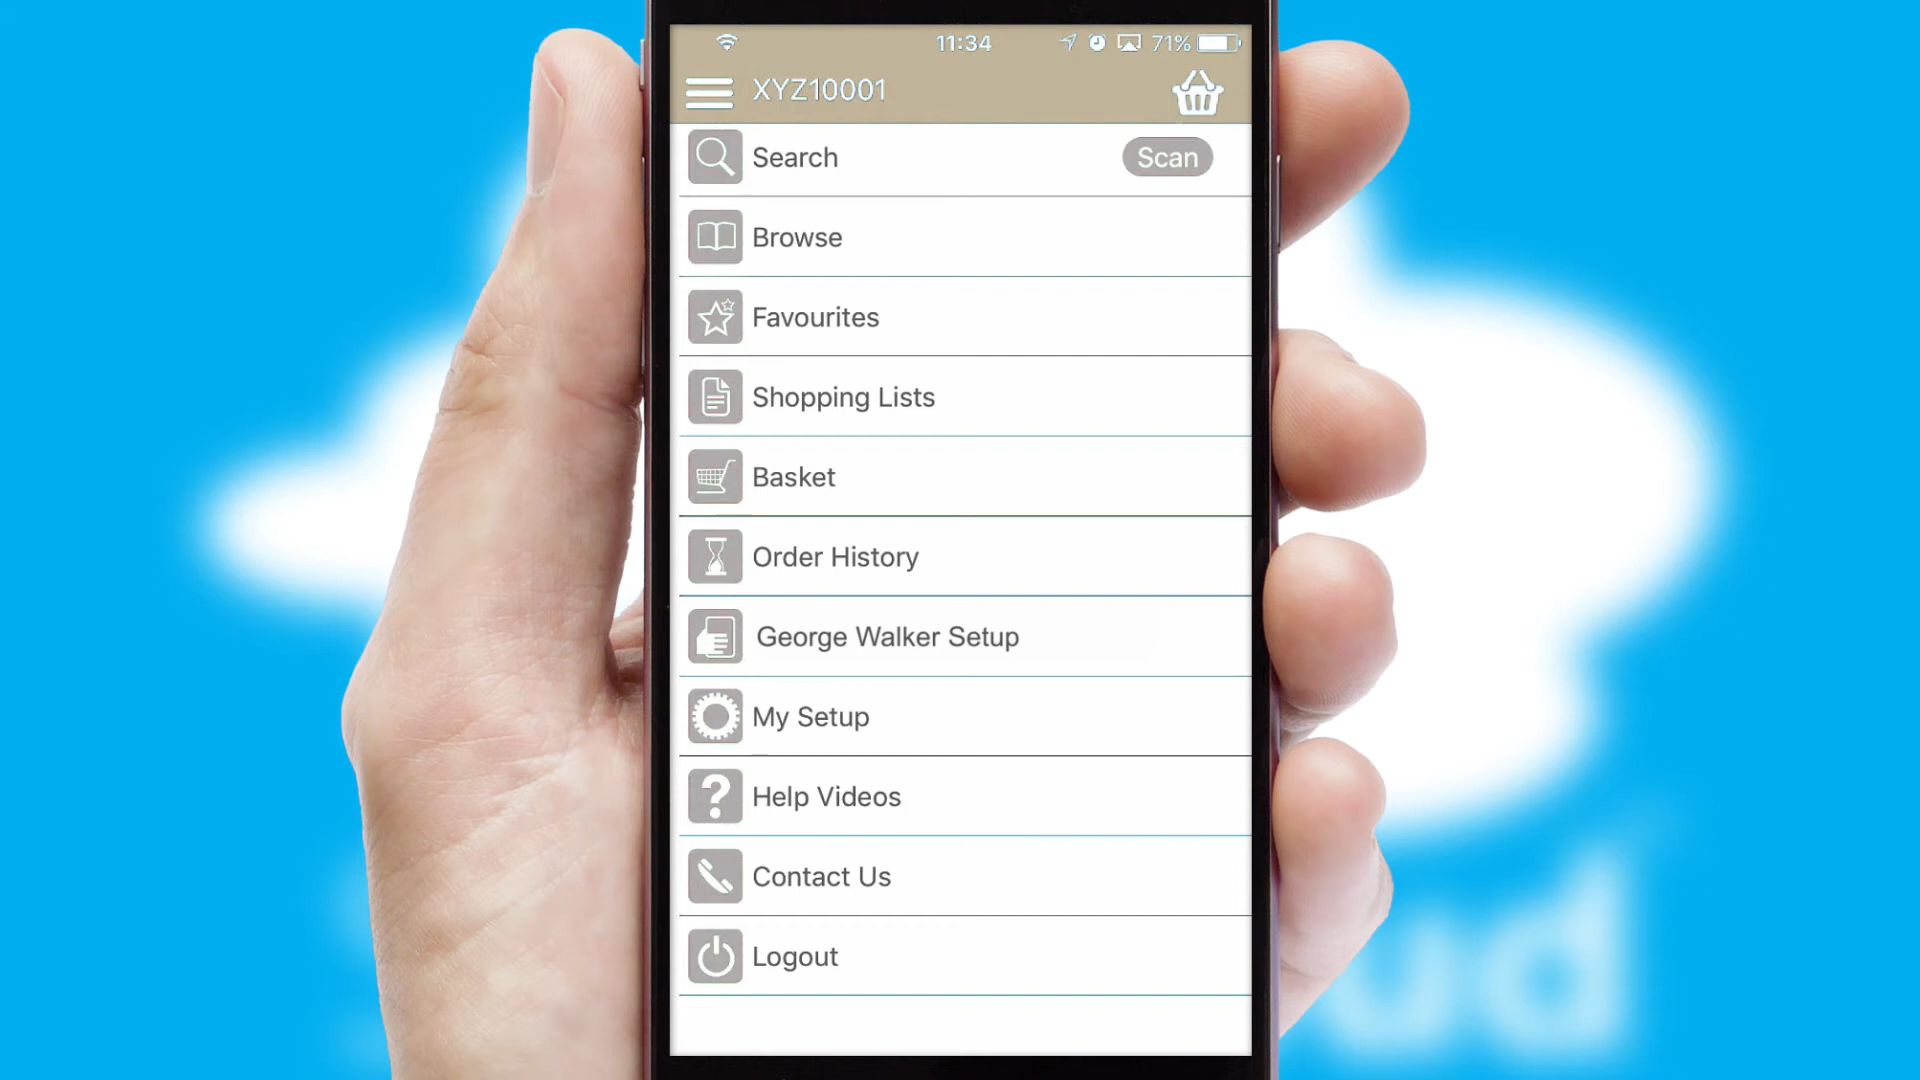 11:34 71%
XYZ10001
Search Scan
Browse
Favourites
Shopping Lists
Basket
Order History
George Walker Setup
My Setup
Help Videos
Contact Us
Logout